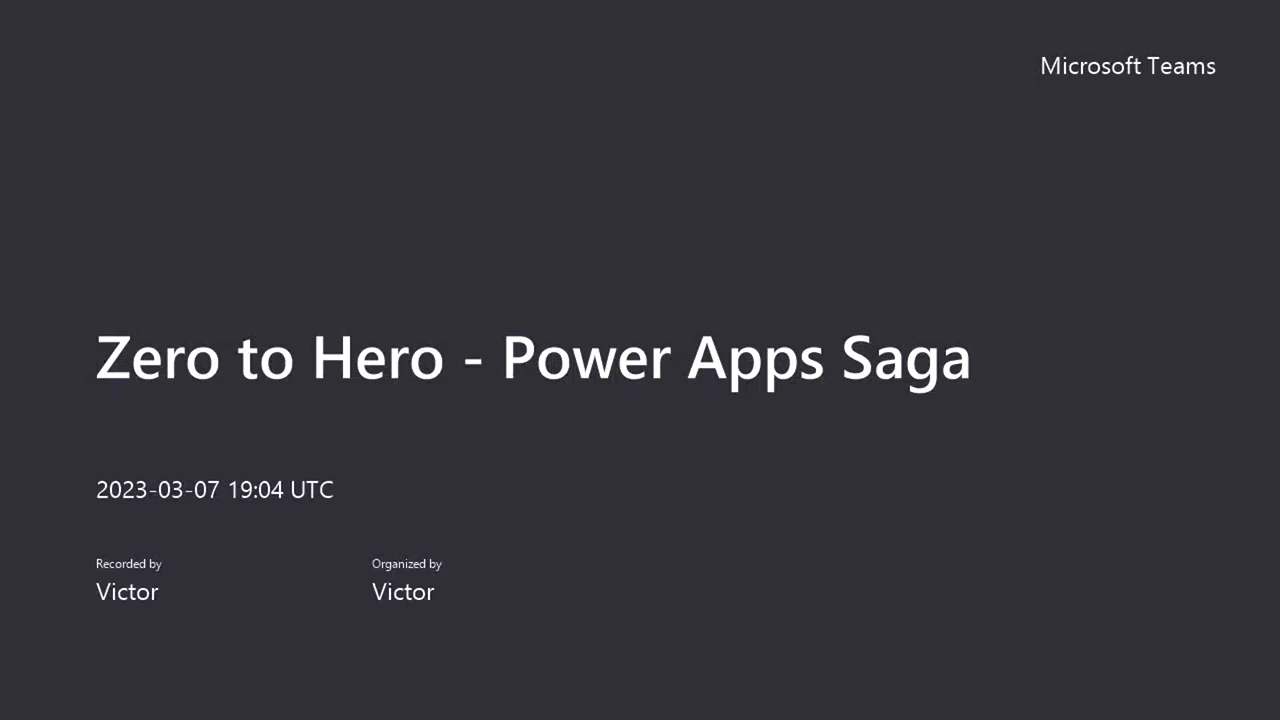 Microsoft Teams
Zero to Hero - Power Apps Saga
2023-03-07 19:04 UTC
Recorded by
Victor
Organized by
Victor